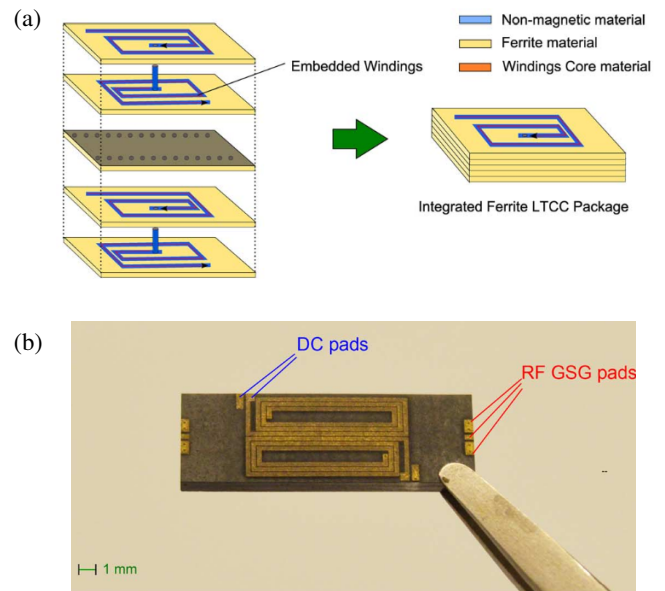 (a)
Non-magnetic material
Ferrite material
Windings Core material
Embedded Windings
Integrated Ferrite LTCC Package
(b)
DC pads
RF GSG pads
1 mm